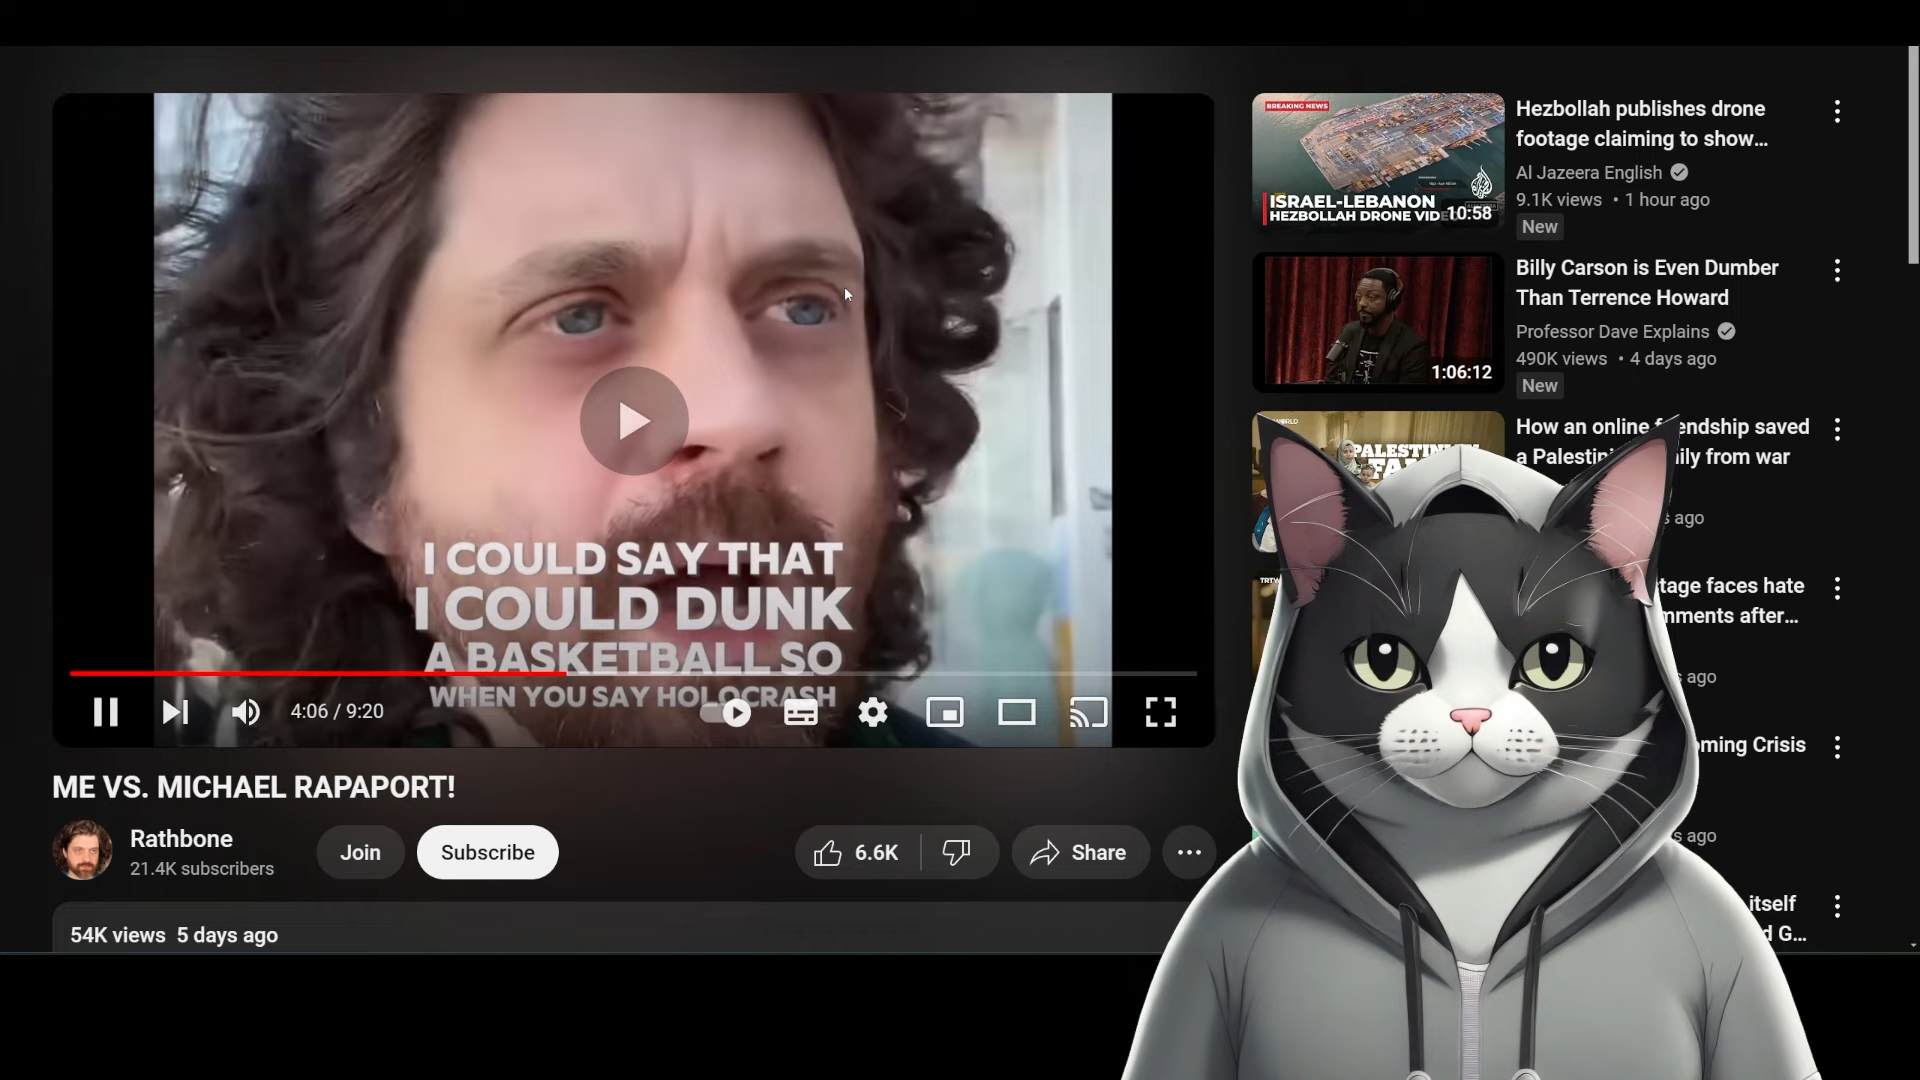 I COULD SAY THAT
I COULD DUNK
A BASKETBALL SO
WHEN YOU SAY HOLOCRASH
4:06 / 9:20
ME VS. MICHAEL RAPAPORT!
Rathbone
21.4K subscribers
Join
Subscribe
6.6K
Share
54K views 5 days ago
BREAKING NEWS
ISRAEL-LEBANON
HEZBOLLAH DRONE VID
10:58
Hezbollah publishes drone
footage claiming to show...
Al Jazeera English
9.1K views • 1 hour ago
New
1:06:12
Billy Carson is Even Dumber
Than Terrence Howard
Professor Dave Explains
490K views • 4 days ago
New
PALESTINI
FA
How an online f endship saved
a Palestini ily from war
s ago
TRTW
tage faces hate
mments after...
s ago
oming Crisis
s ago
itself
d G...